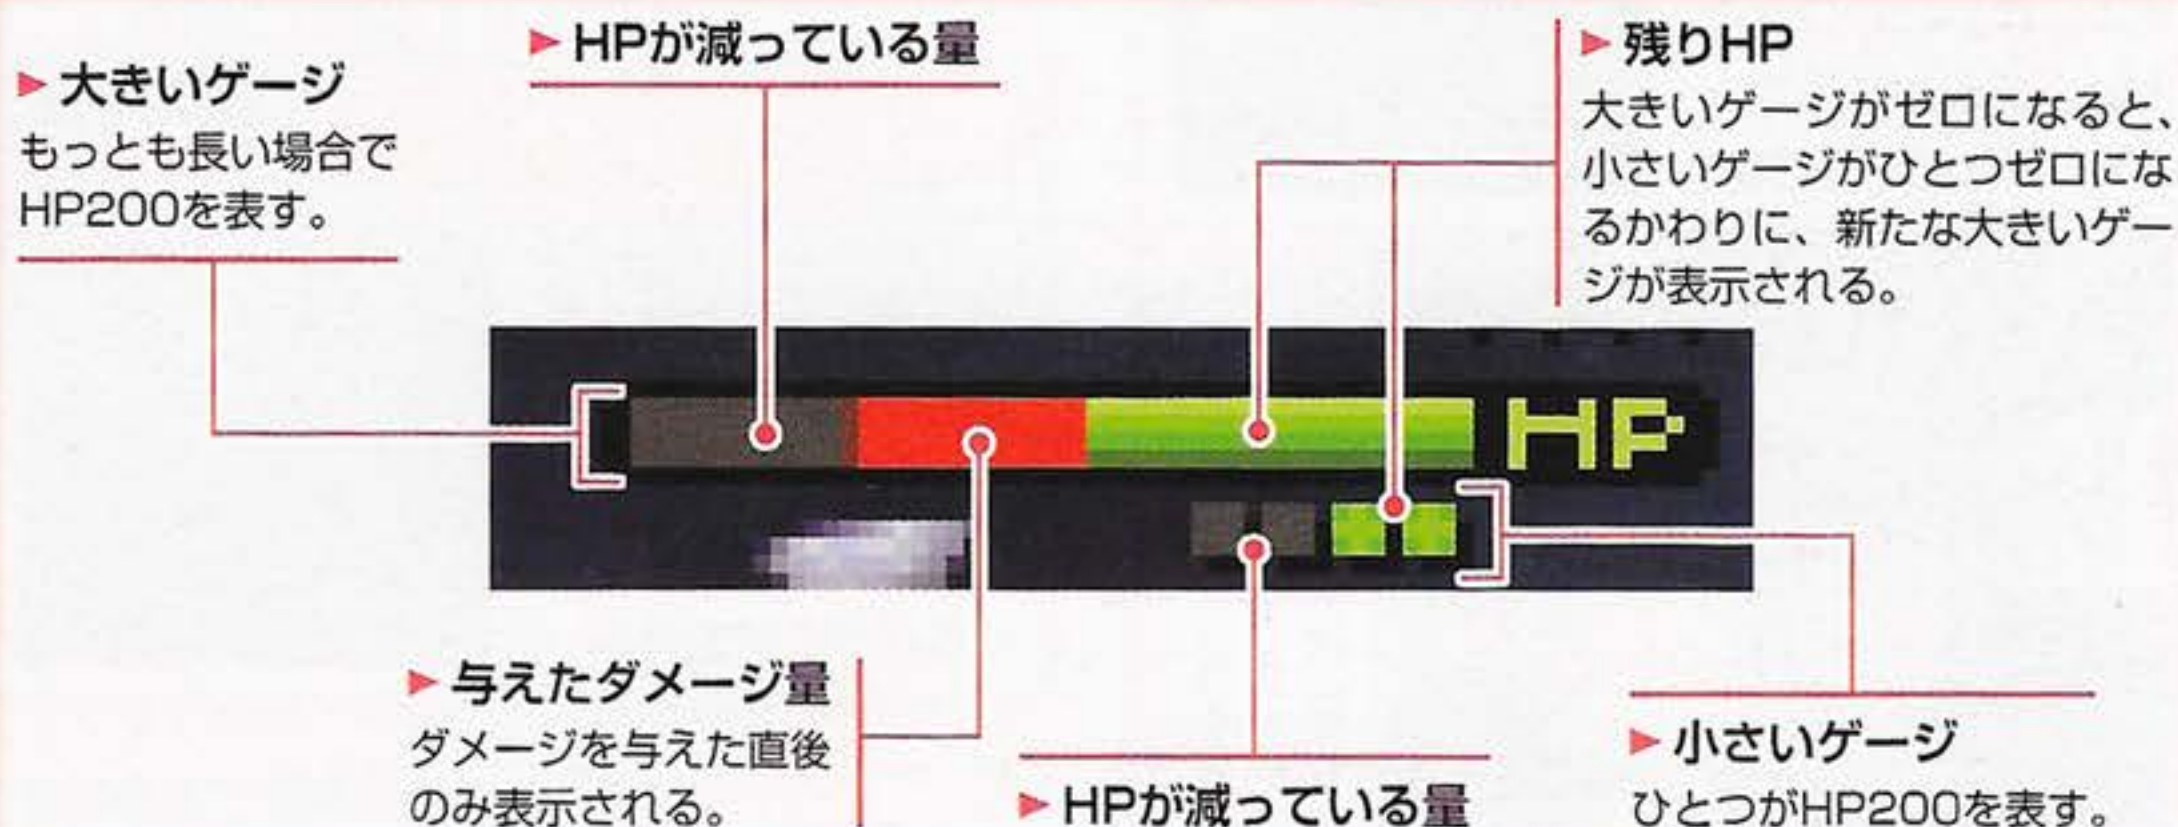 ▶大きいゲージ
もっとも長い場合で
HP200を表す。
▶HPが減っている量
▶残りHP
大きいゲージがゼロになると、
小さいゲージがひとつゼロにな
るかわりに、新たな大きいゲー
ジが表示される。
HP
▶与えたダメージ量
ダメージを与えた直後
のみ表示される。
▶HPが減っている量
▶小さいゲージ
ひとつがHP200を表す。